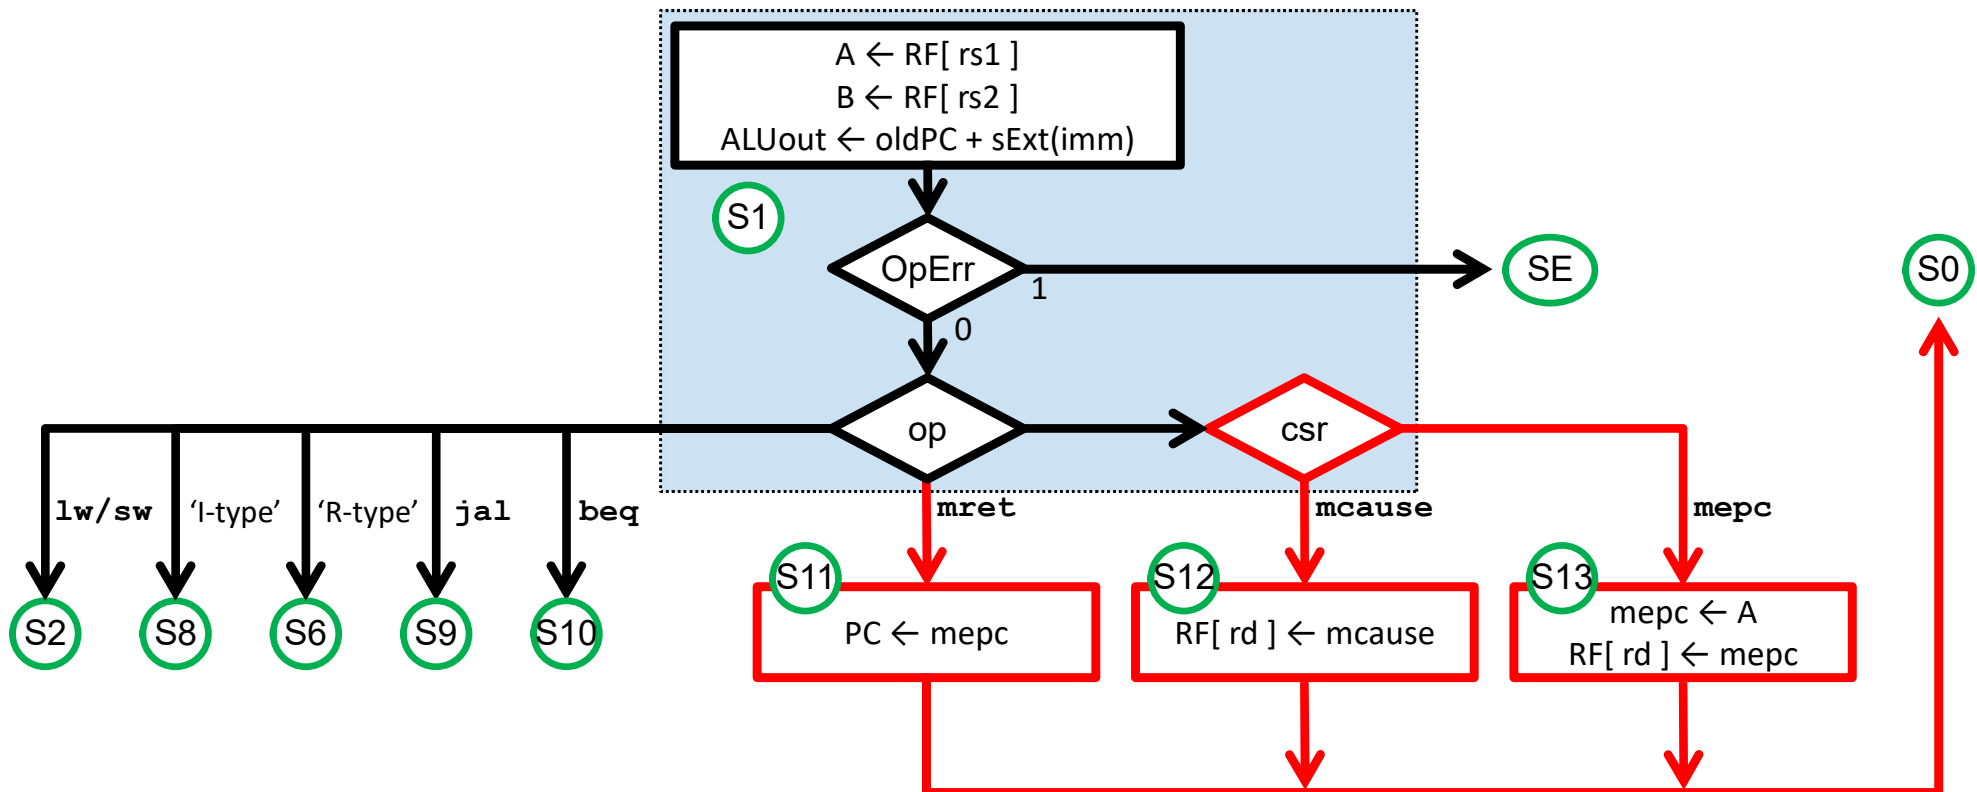 A ← RF[ rs1 ]
B ← RF[ rs2 ]
ALUout ← oldPC + sExt(imm)
S1
OpErr
1
SE
S0
0
op
csr
lw/sw
‘I-type’
‘R-type’
jal
beq
mret
mcause
mepc
S2
S8
S6
S9
S10
S11
PC ← mepc
S12
RF[ rd ] ← mcause
S13
mepc ← A
RF[ rd ] ← mepc